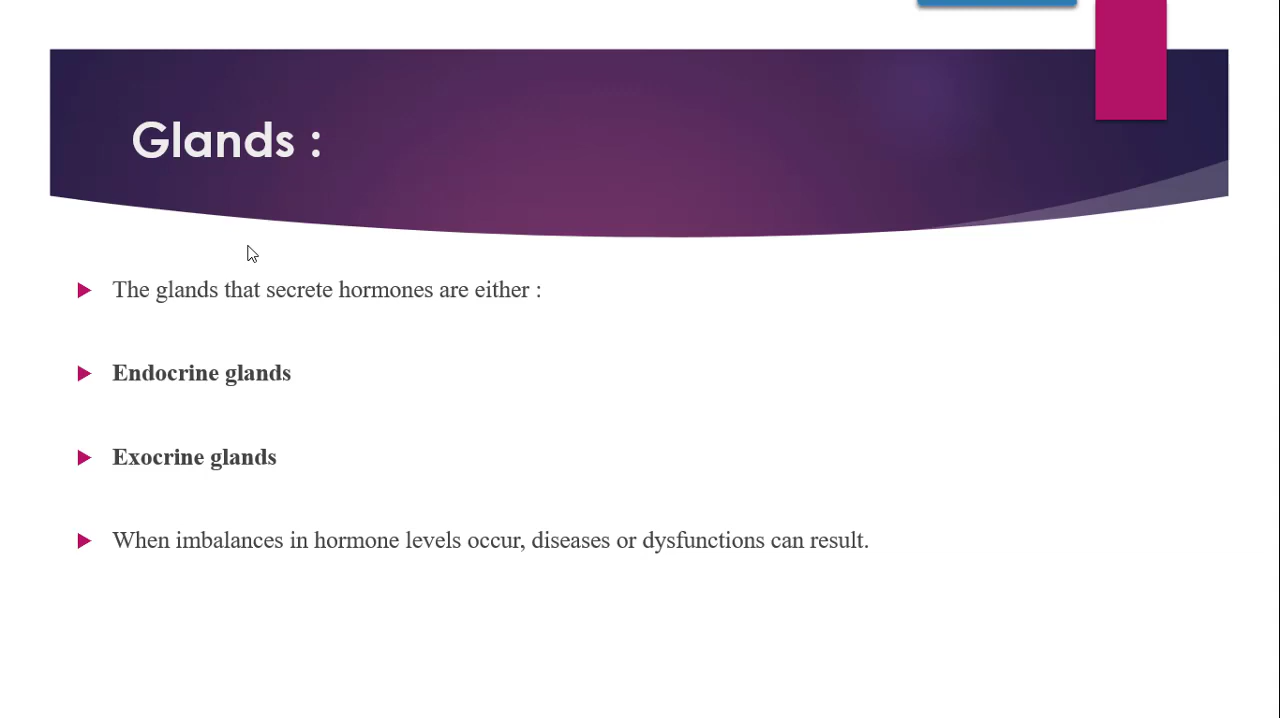 Glands :
The glands that secrete hormones are either :
Endocrine glands
Exocrine glands
When imbalances in hormone levels occur, diseases or dysfunctions can result.